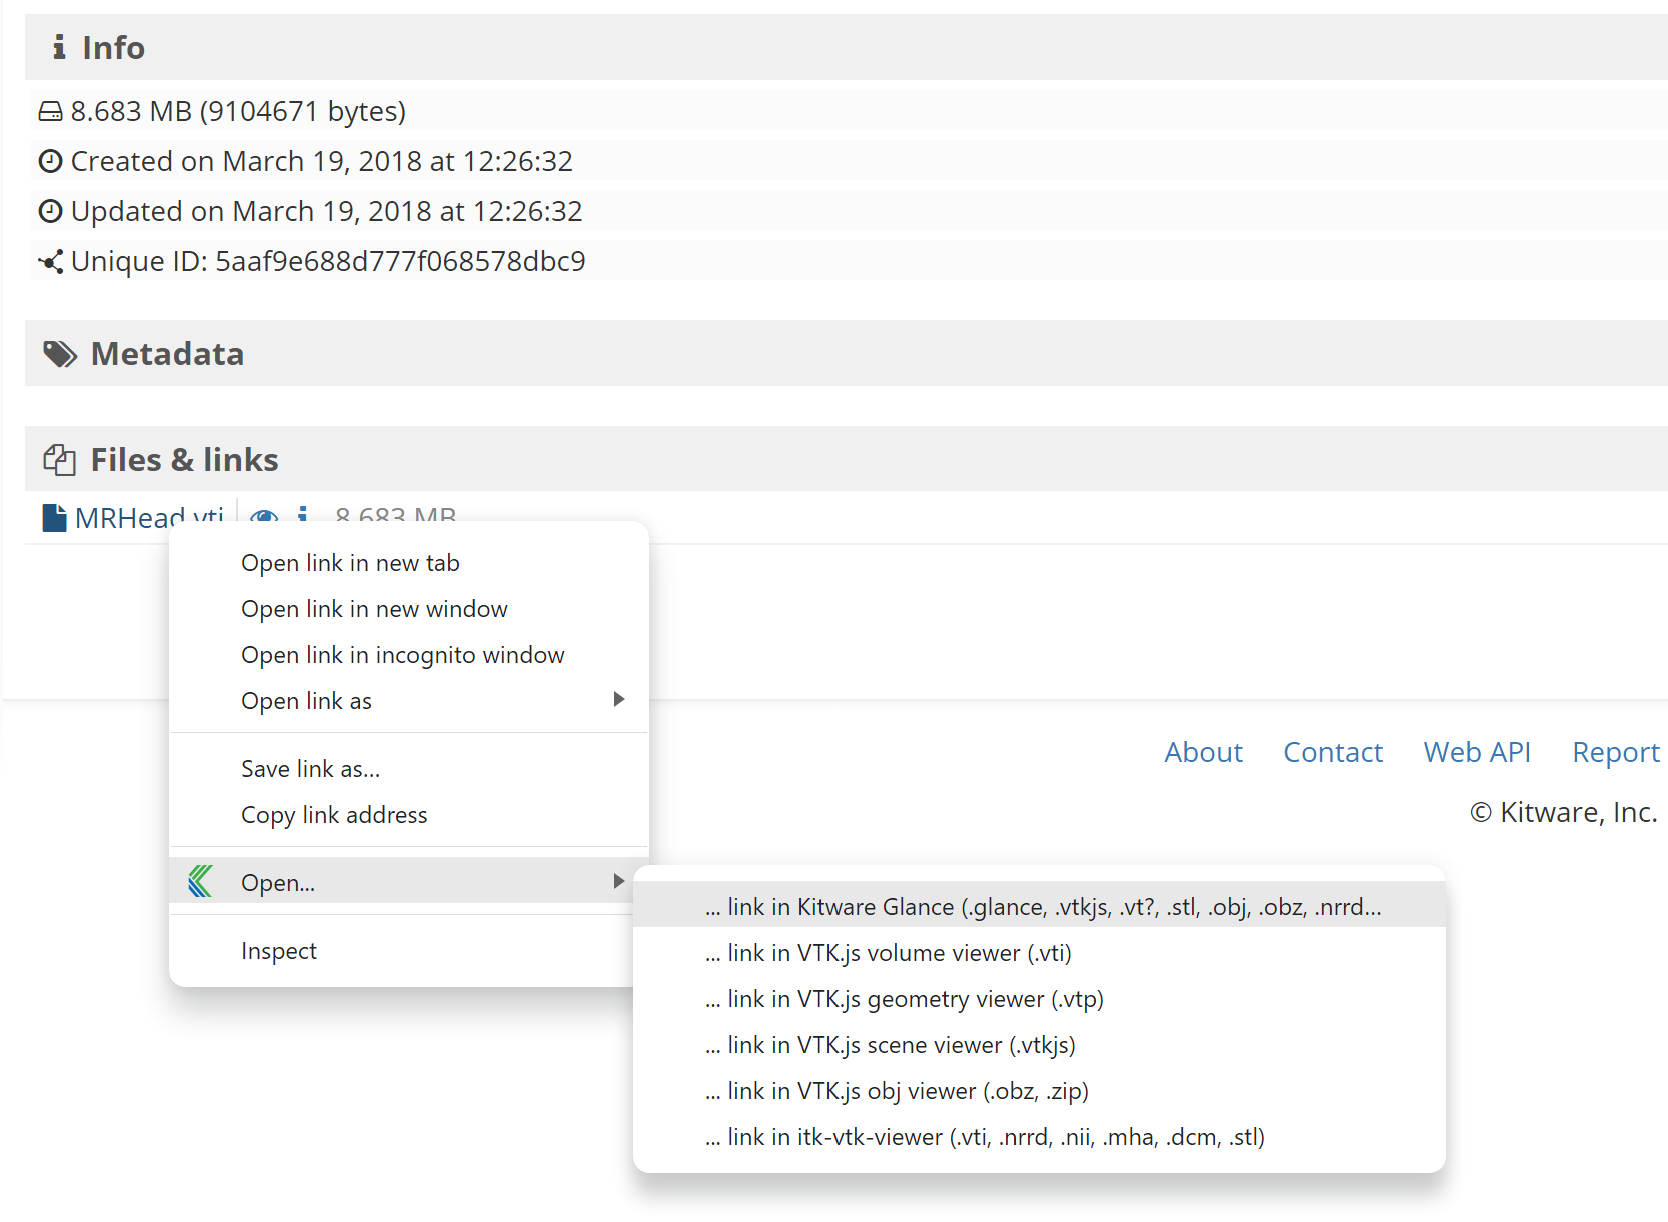 Info
8.683 MB (9104671 bytes)
Created on March 19, 2018 at 12:26:32
Updated on March 19, 2018 at 12:26:32
Unique ID: 5aaf9e688d777f068578dbc9
Metadata
Files & links
MRHead.vti 8.683 MB
Open link in new tab
Open link in new window
Open link in incognito window
Open link as
Save link as...
Copy link address
Open...
Inspect
... link in Kitware Glance (.glance, .vtkjs, .vt?, .stl, .obj, .obz, .nrrd...
... link in VTK.js volume viewer (.vti)
... link in VTK.js geometry viewer (.vtp)
... link in VTK.js scene viewer (.vtkjs)
... link in VTK.js obj viewer (.obz, .zip)
... link in itk-vtk-viewer (.vti, .nrrd, .nii, .mha, .dcm, .stl)
About Contact Web API Report
© Kitware, Inc.